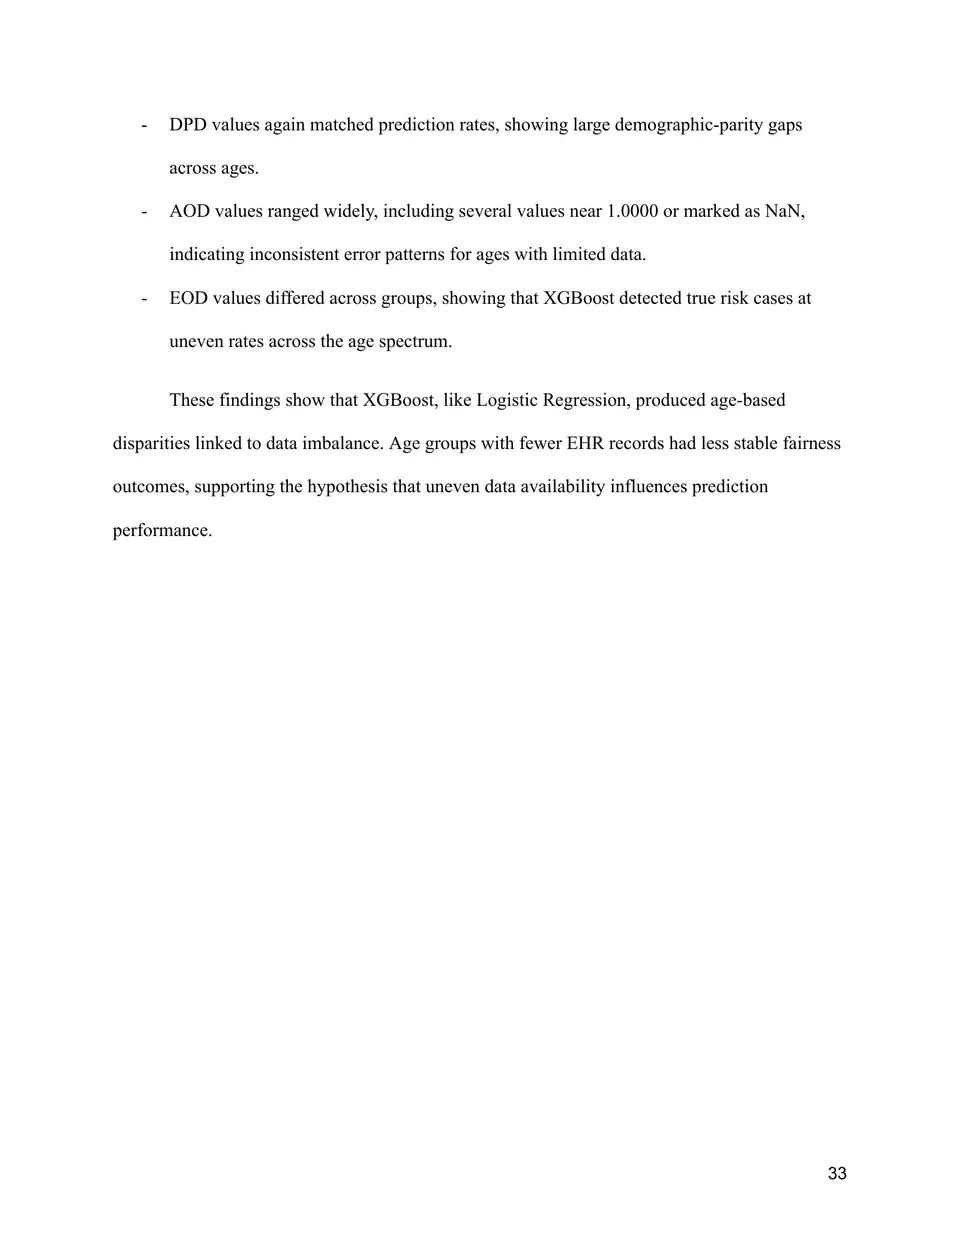 - DPD values again matched prediction rates, showing large demographic-parity gaps
across ages.
- AOD values ranged widely, including several values near 1.0000 or marked as NaN,
indicating inconsistent error patterns for ages with limited data.
- EOD values differed across groups, showing that XGBoost detected true risk cases at
uneven rates across the age spectrum.
These findings show that XGBoost, like Logistic Regression, produced age-based
disparities linked to data imbalance. Age groups with fewer EHR records had less stable fairness
outcomes, supporting the hypothesis that uneven data availability influences prediction
performance.
33